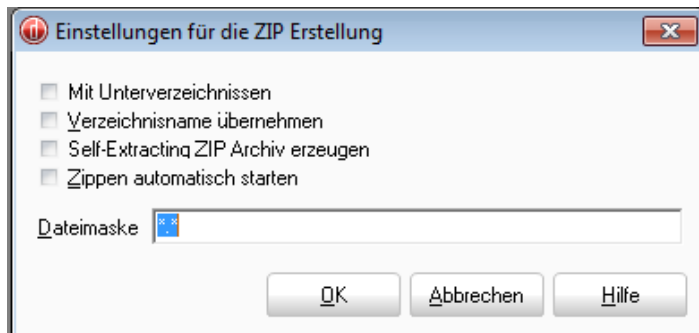 Einstellungen für die ZIP Erstellung
Mit Unterverzeichnissen
Verzeichnisname übernehmen
Self-Extracting ZIP Archiv erzeugen
Zippen automatisch starten
Dateimaske *.*
OK Abbrechen Hilfe